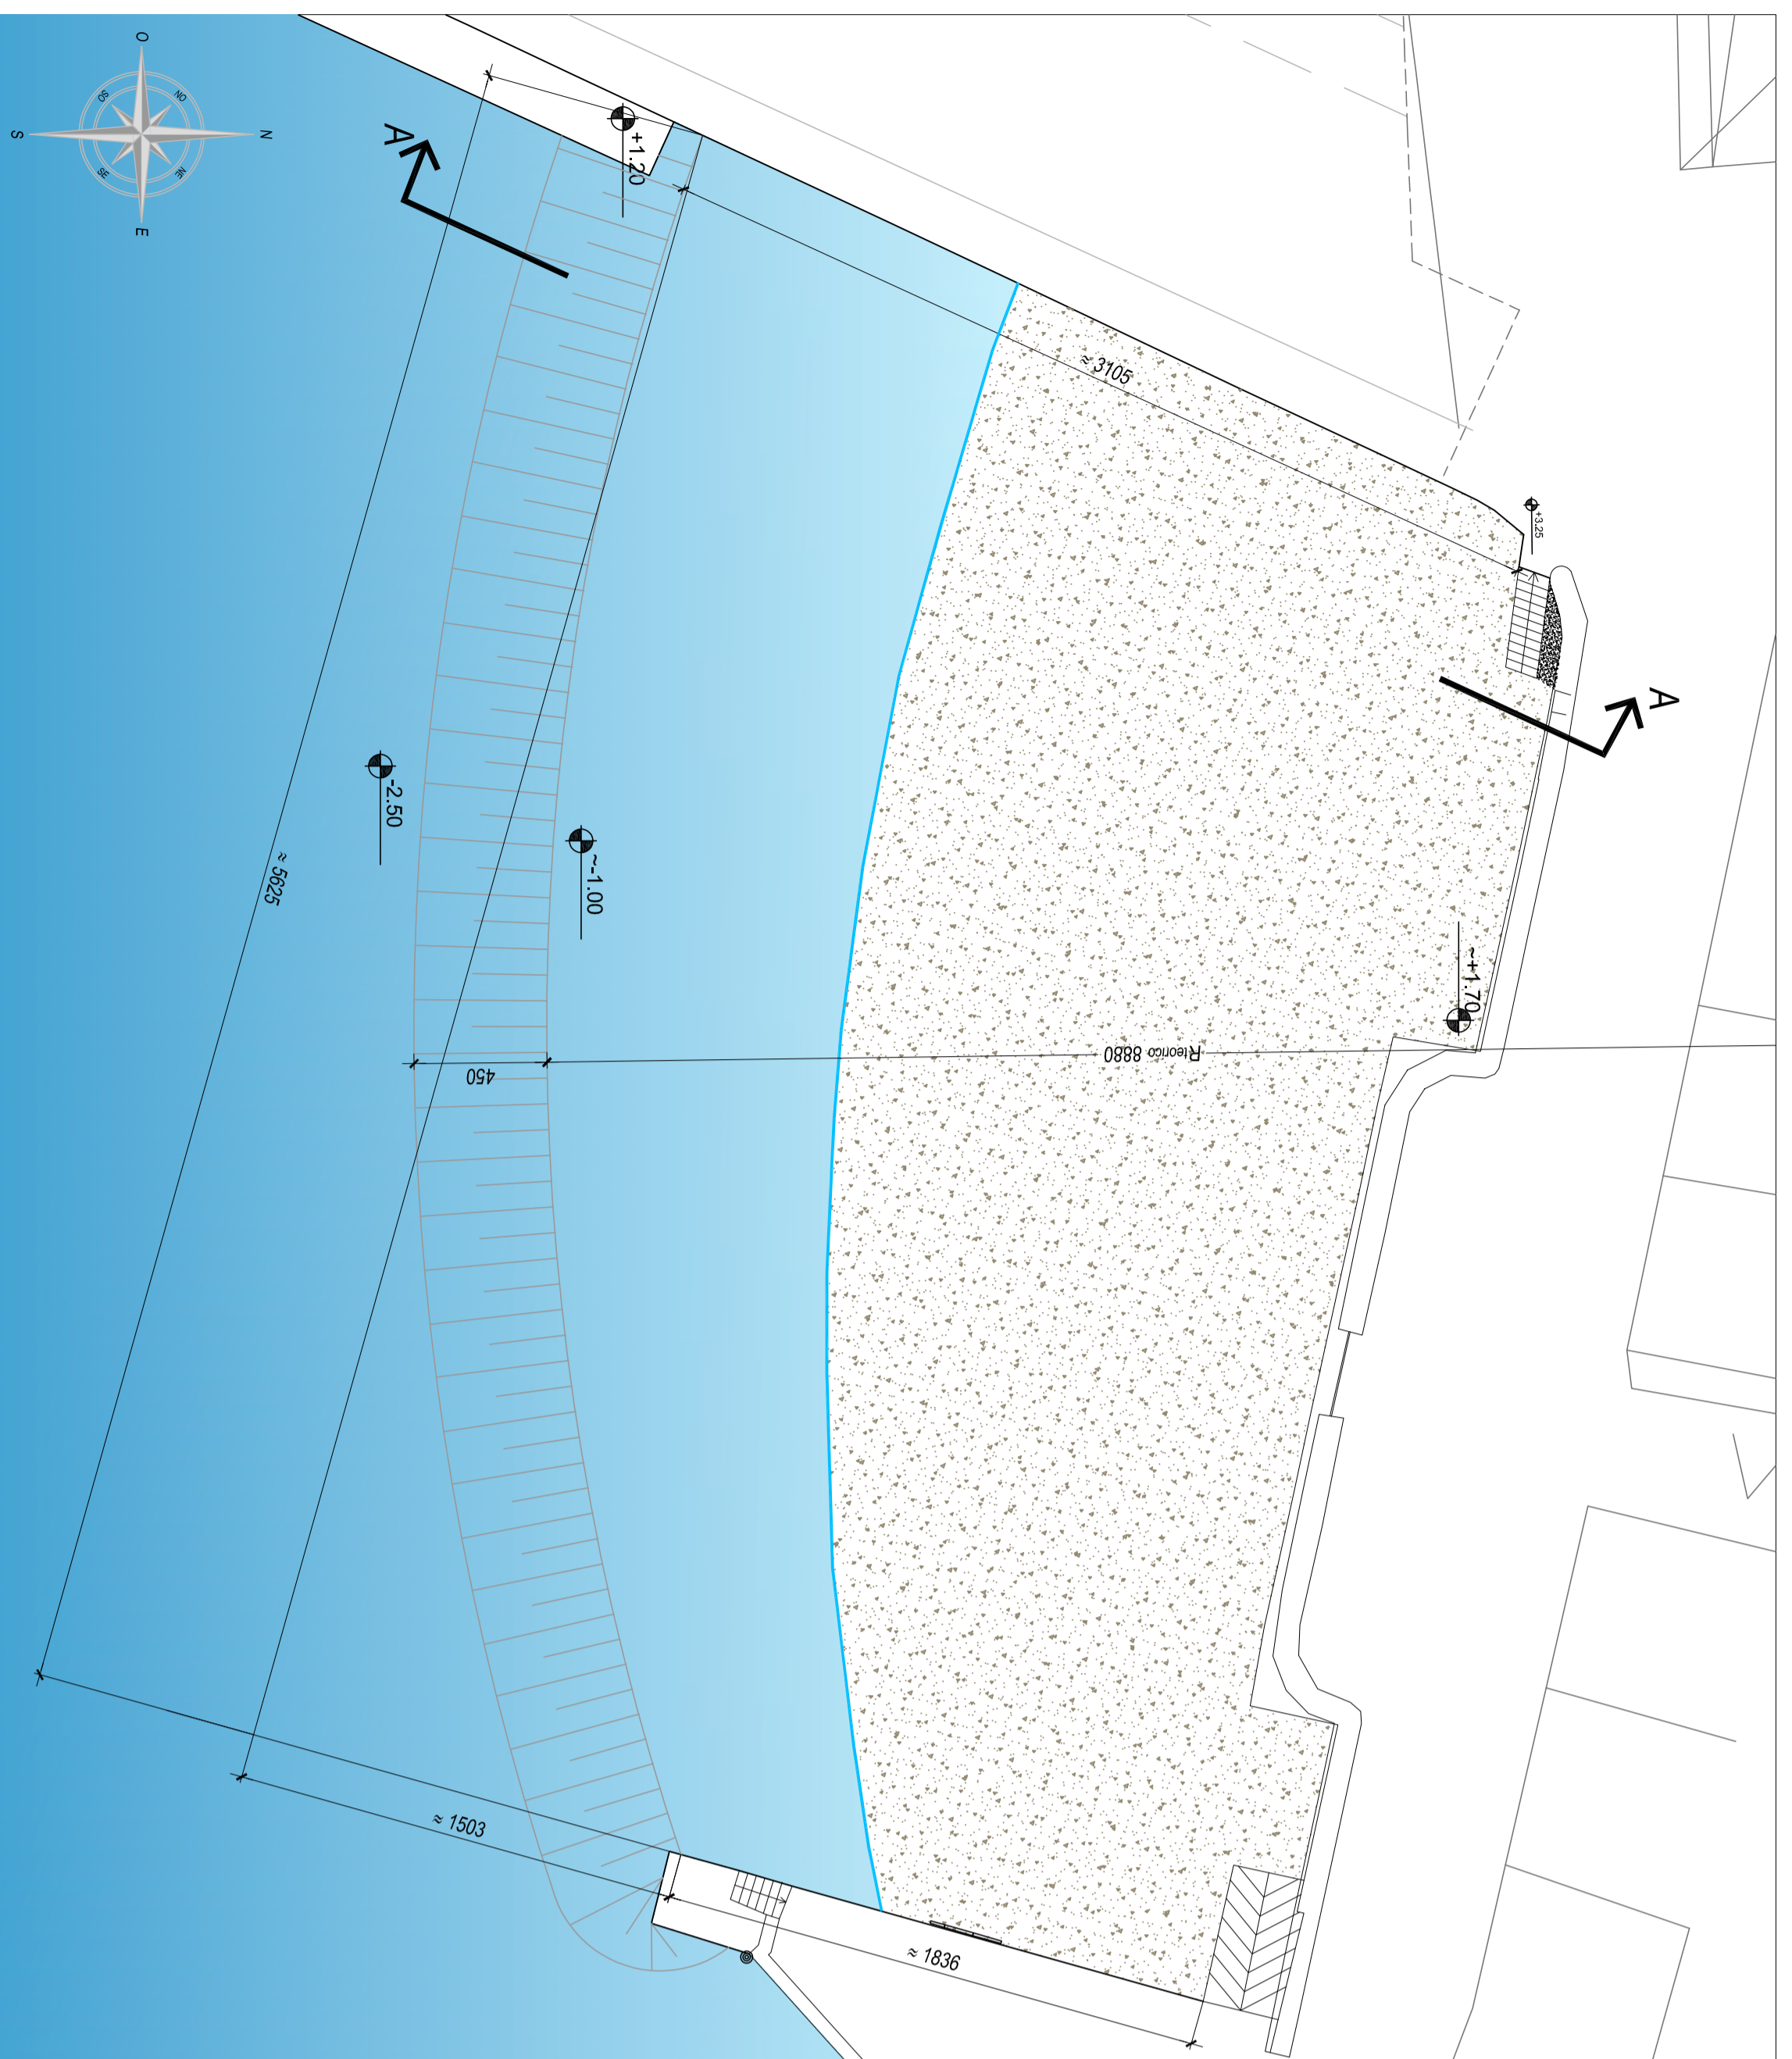 O
SO
NO
S
N
SE
NE
E
A
+1.20
≈ 3105
+3.25
A
-2.50
~-1.00
≈ 5625
~+1.70
Rteorico 8880
450
≈ 1503
≈ 1836